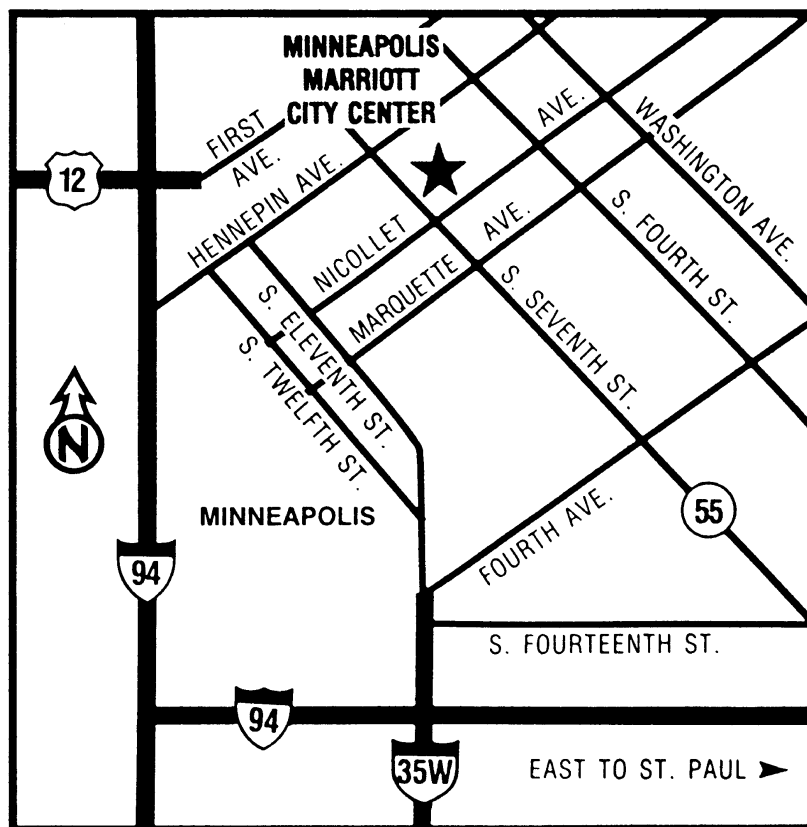 MINNEAPOLIS
MARRIOTT
CITY CENTER
FIRST
AVE.
12
HENNEPIN AVE.
NICOLLET
AVE.
MARQUETTE
AVE.
WASHINGTON AVE.
S. FOURTH ST.
S. SEVENTH ST.
S. ELEVENTH ST.
S. TWELFTH ST.
N
MINNEAPOLIS
55
FOURTH AVE.
94
S. FOURTEENTH ST.
94
35W
EAST TO ST. PAUL